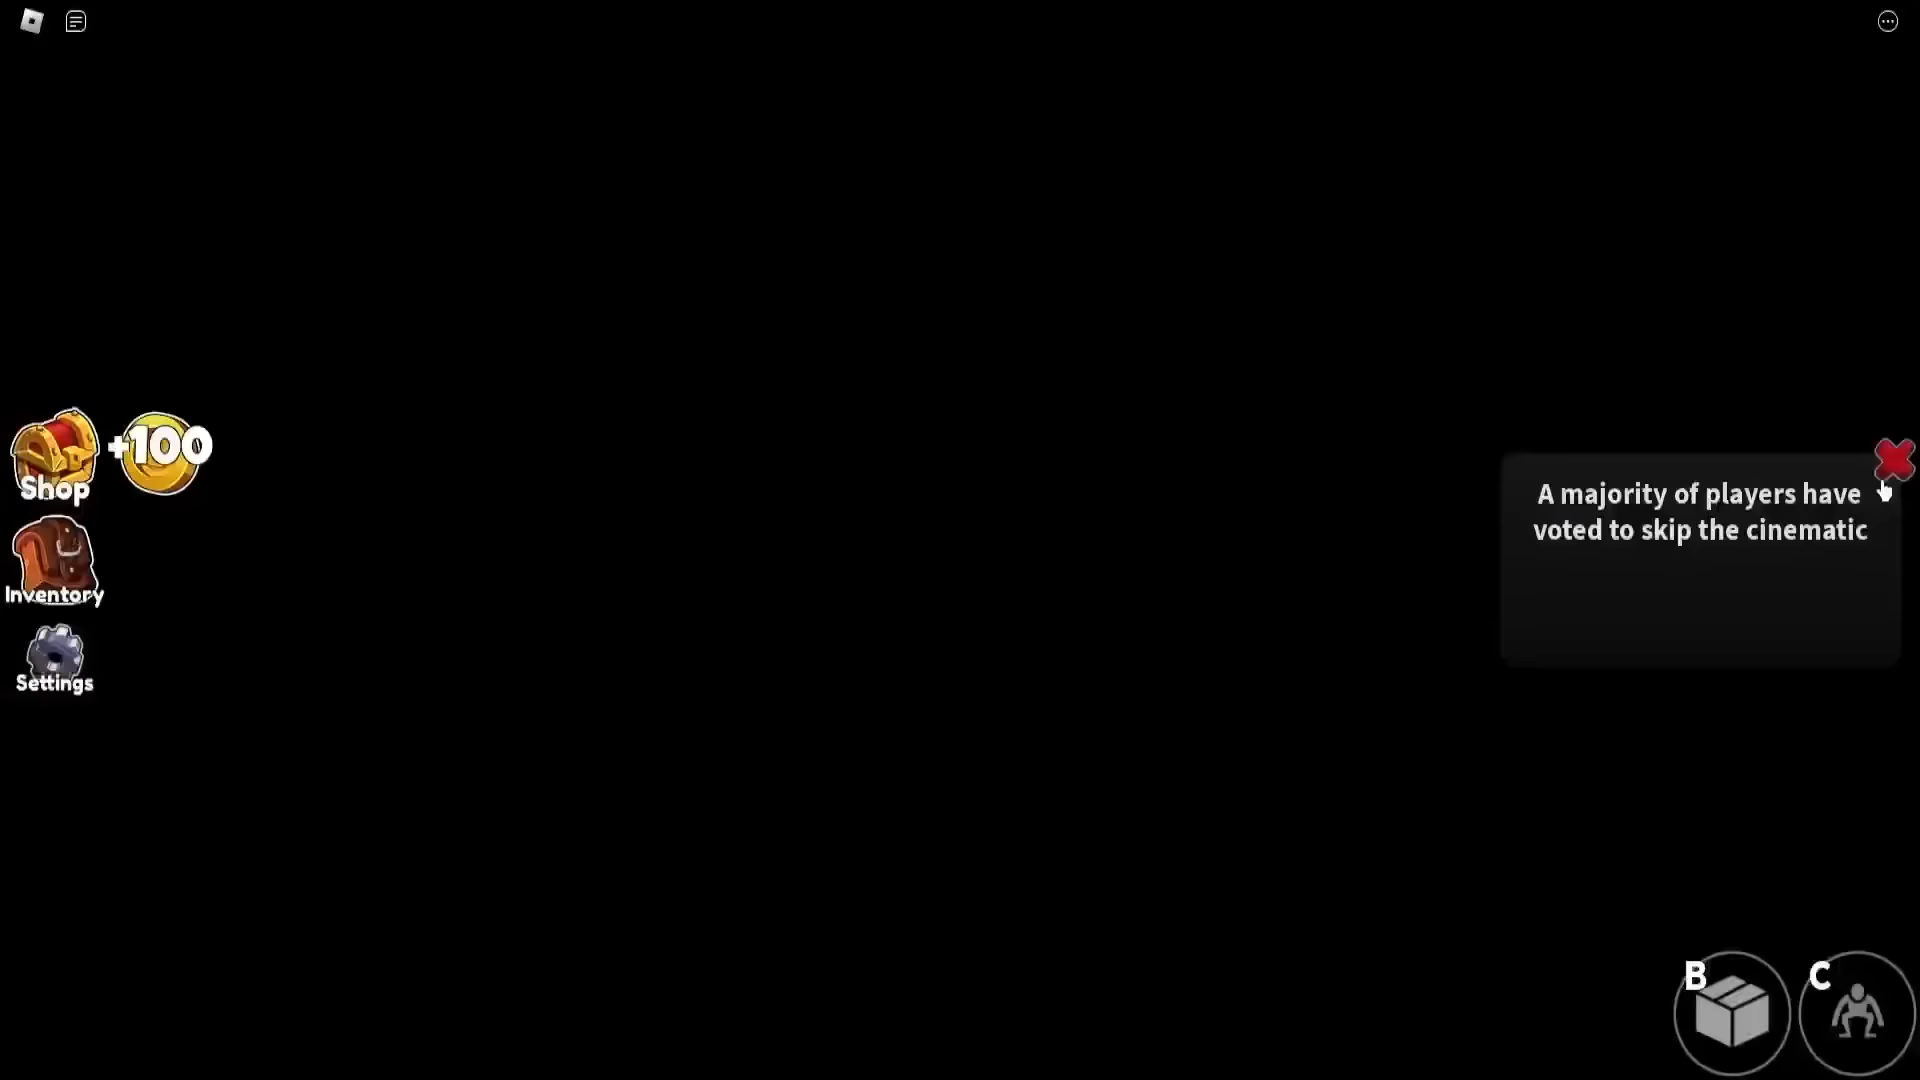 +100
Shop
Inventory
Settings
A majority of players have
voted to skip the cinematic
B
C